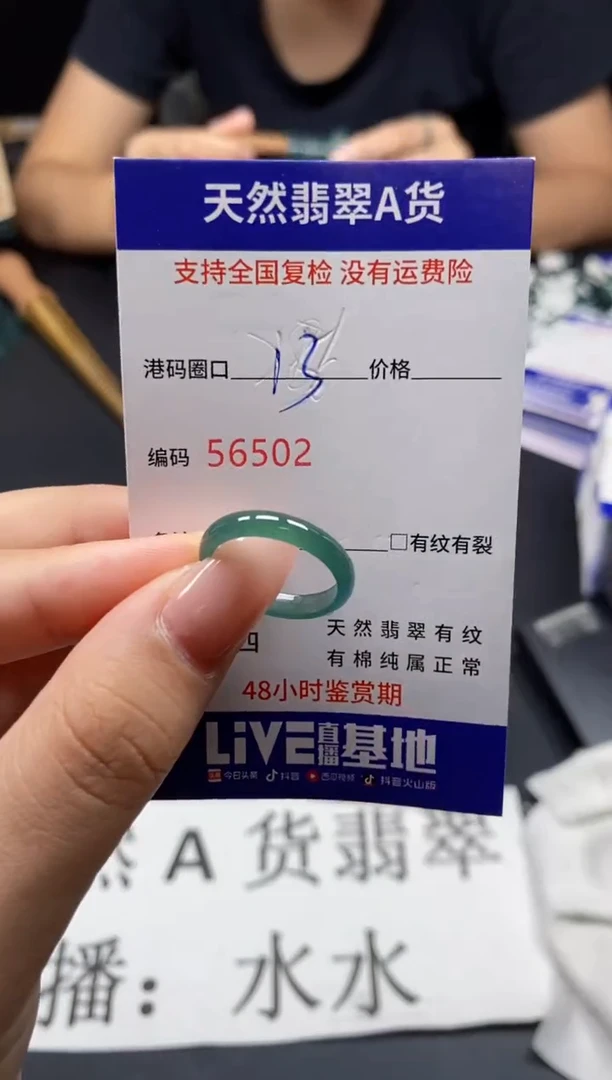 天然翡翠A货
支持全国复检 没有运费险
港码圈口 13 价格
编码 56502
□有纹有裂
四 天然翡翠有纹
有棉纯属正常
48小时鉴赏期
LiVE直播基地
今日头条 抖音 西瓜视频 抖音火山版
A货翡翠
播：水水